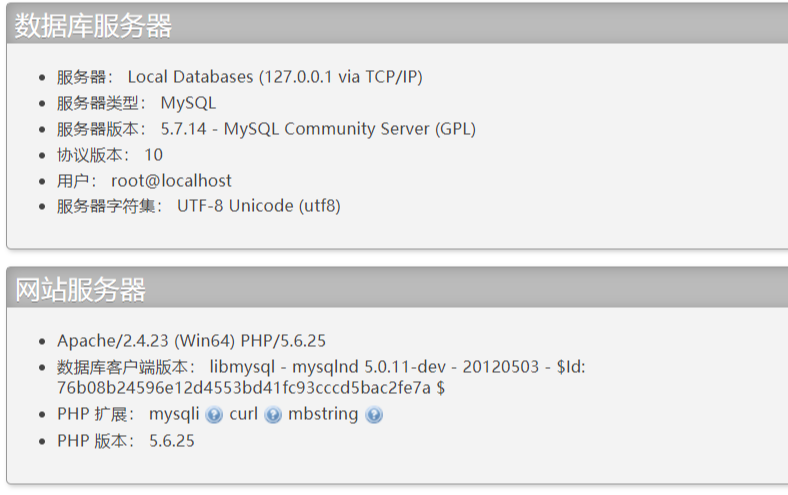 数据库服务器
服务器： Local Databases (127.0.0.1 via TCP/IP)
服务器类型： MySQL
服务器版本： 5.7.14 - MySQL Community Server (GPL)
协议版本： 10
用户： root@localhost
服务器字符集： UTF-8 Unicode (utf8)
网站服务器
Apache/2.4.23 (Win64) PHP/5.6.25
数据库客户端版本： libmysql - mysqlnd 5.0.11-dev - 20120503 - $Id:
76b08b24596e12d4553bd41fc93cccd5bac2fe7a $
PHP 扩展： mysqli curl mbstring
PHP 版本： 5.6.25